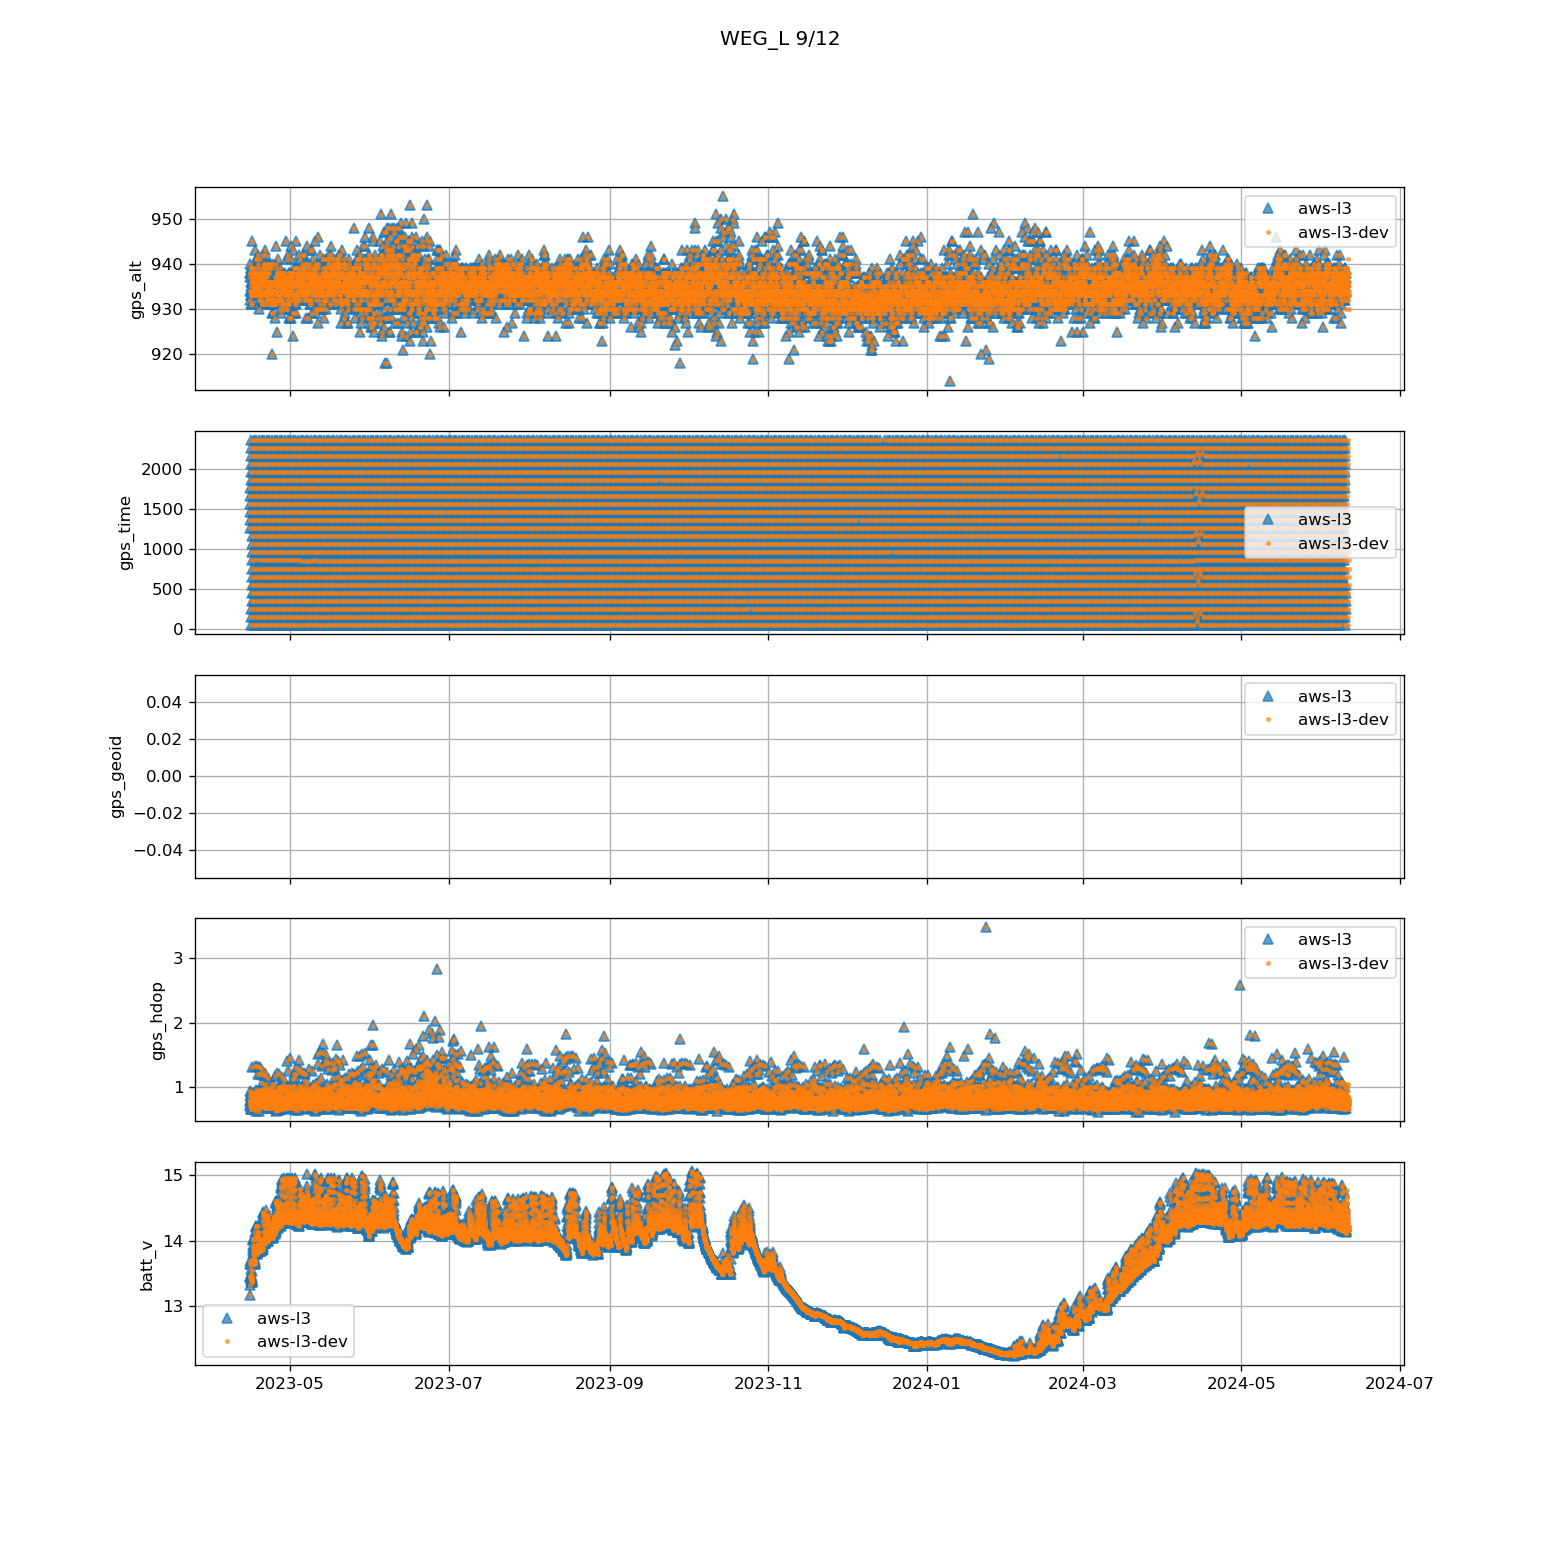 WEG_L 9/12
950
940
930
920
gps_alt
aws-l3
aws-l3-dev
2000
1500
1000
500
0
gps_time
aws-l3
aws-l3-dev
0.04
0.02
0.00
−0.02
−0.04
gps_geoid
aws-l3
aws-l3-dev
3
2
1
gps_hdop
aws-l3
aws-l3-dev
15
14
13
batt_v
aws-l3
aws-l3-dev
2023-05 2023-07 2023-09 2023-11 2024-01 2024-03 2024-05 2024-07